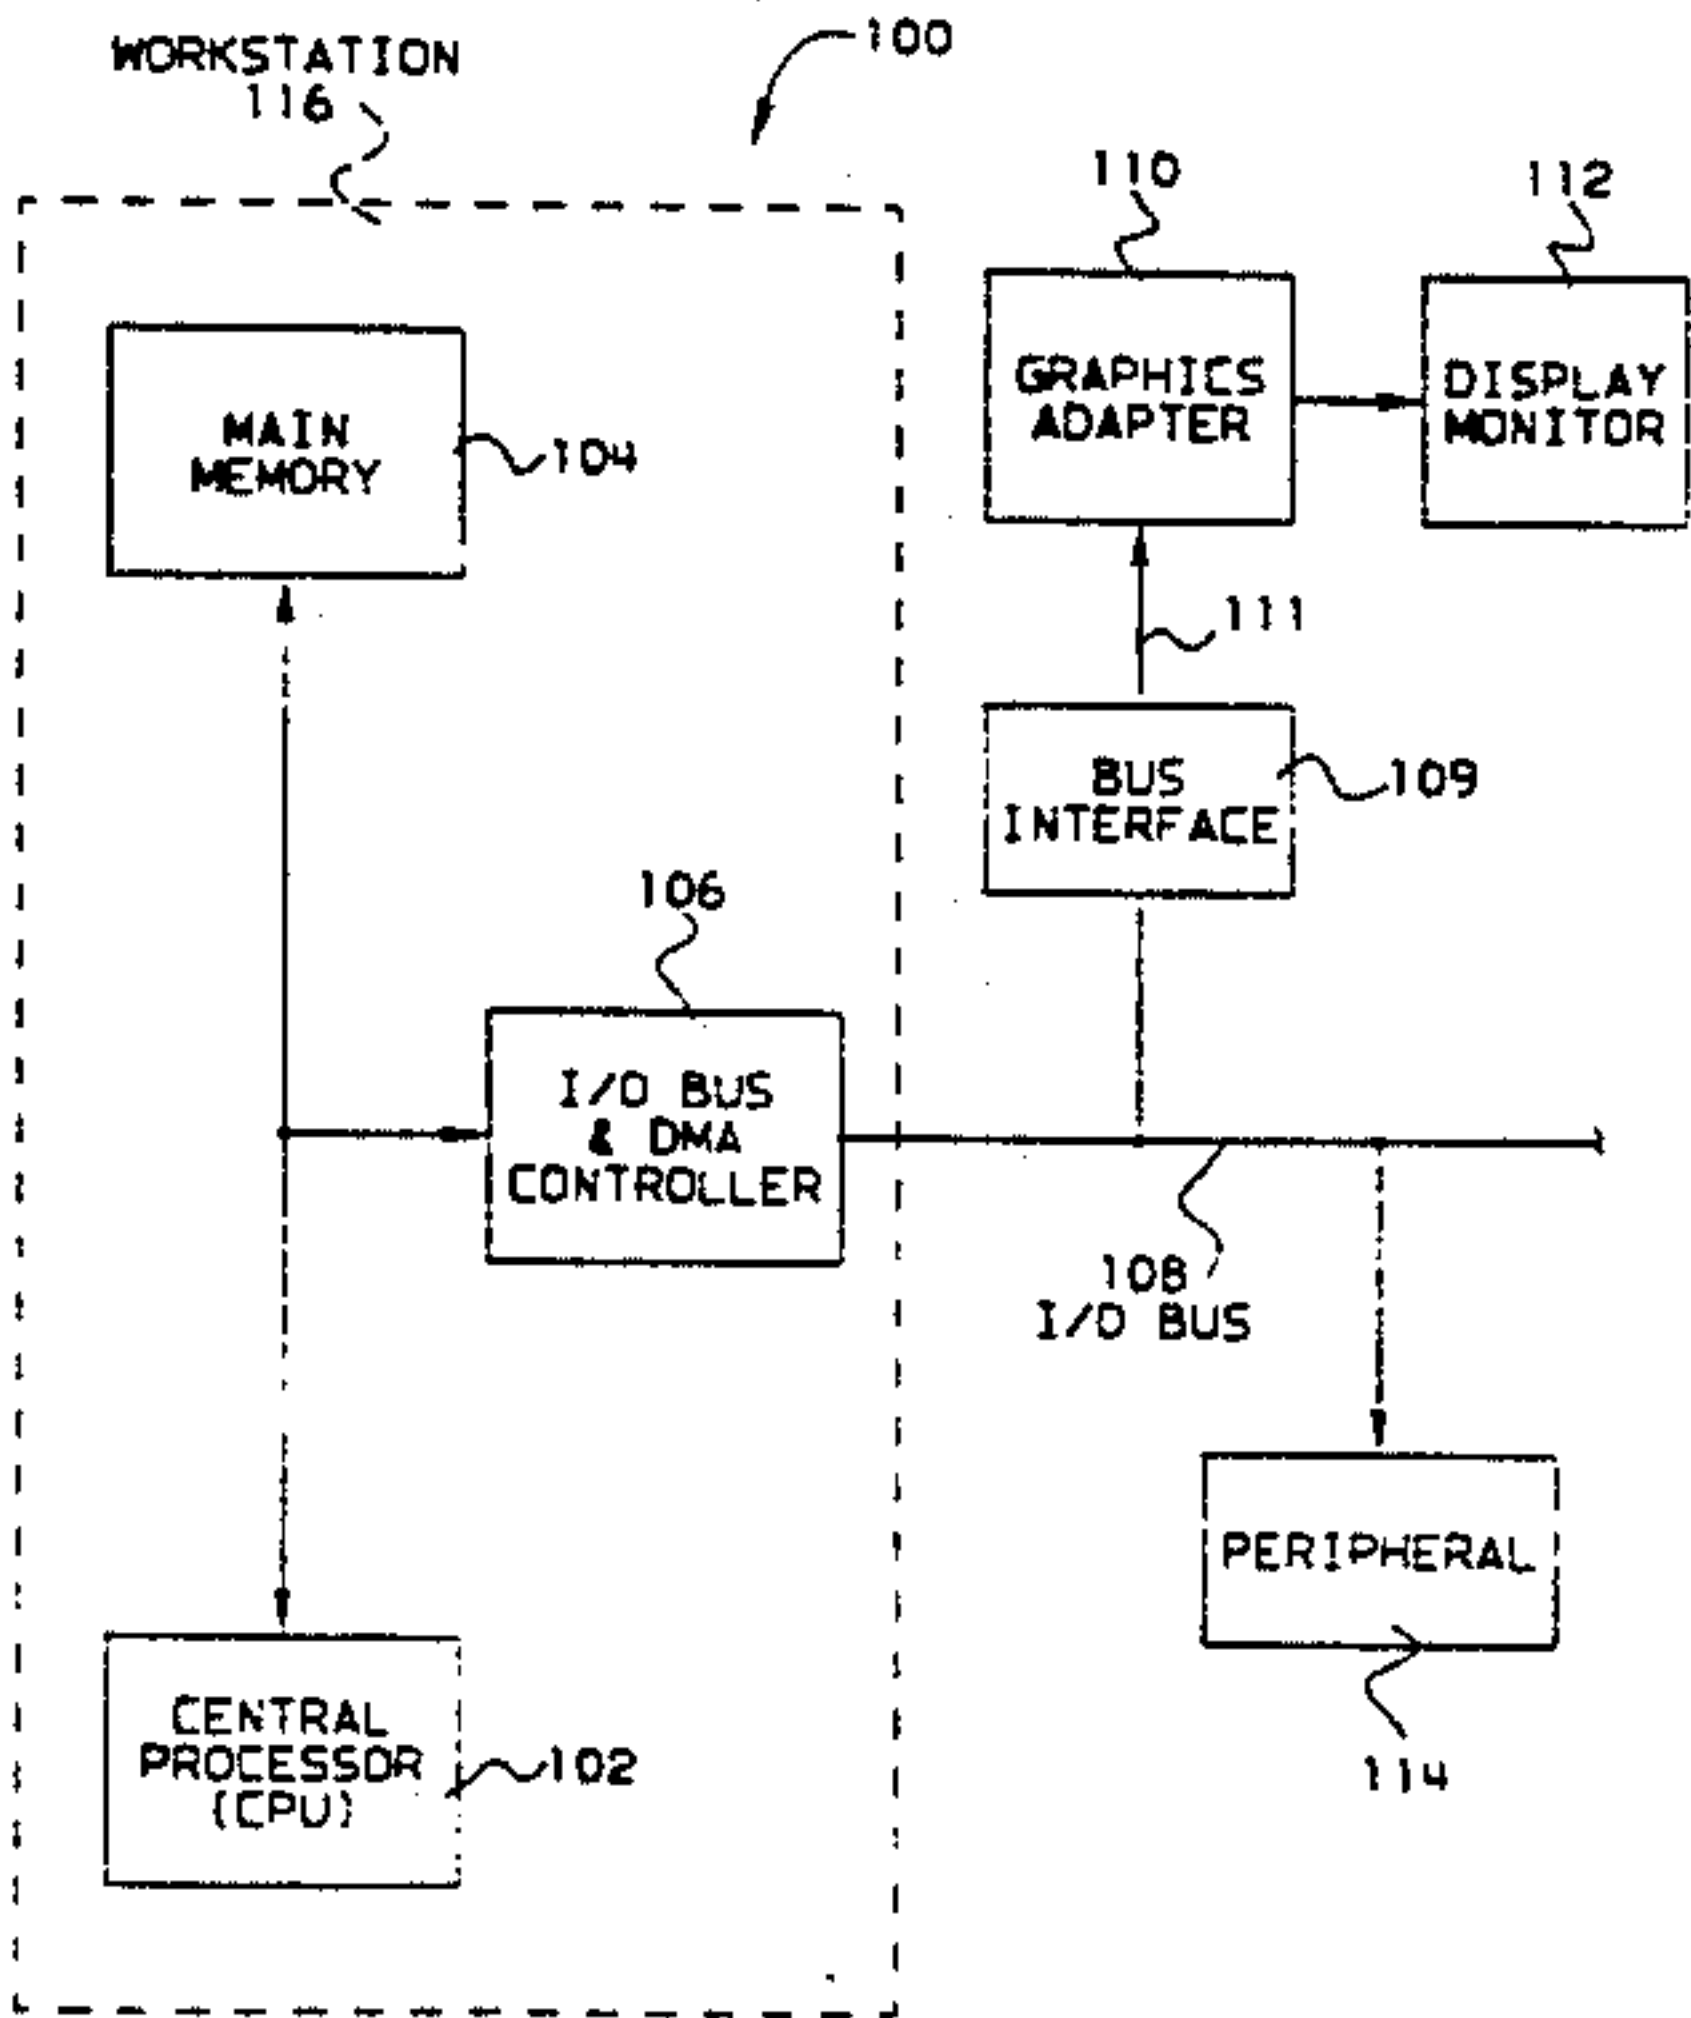 100
WORKSTATION
116
110
112
MAIN
MEMORY
104
GRAPHICS
ADAPTER
DISPLAY
MONITOR
111
BUS
INTERFACE
109
106
I/O BUS
& DMA
CONTROLLER
108
I/O BUS
PERIPHERAL
114
CENTRAL
PROCESSOR
(CPU)
102